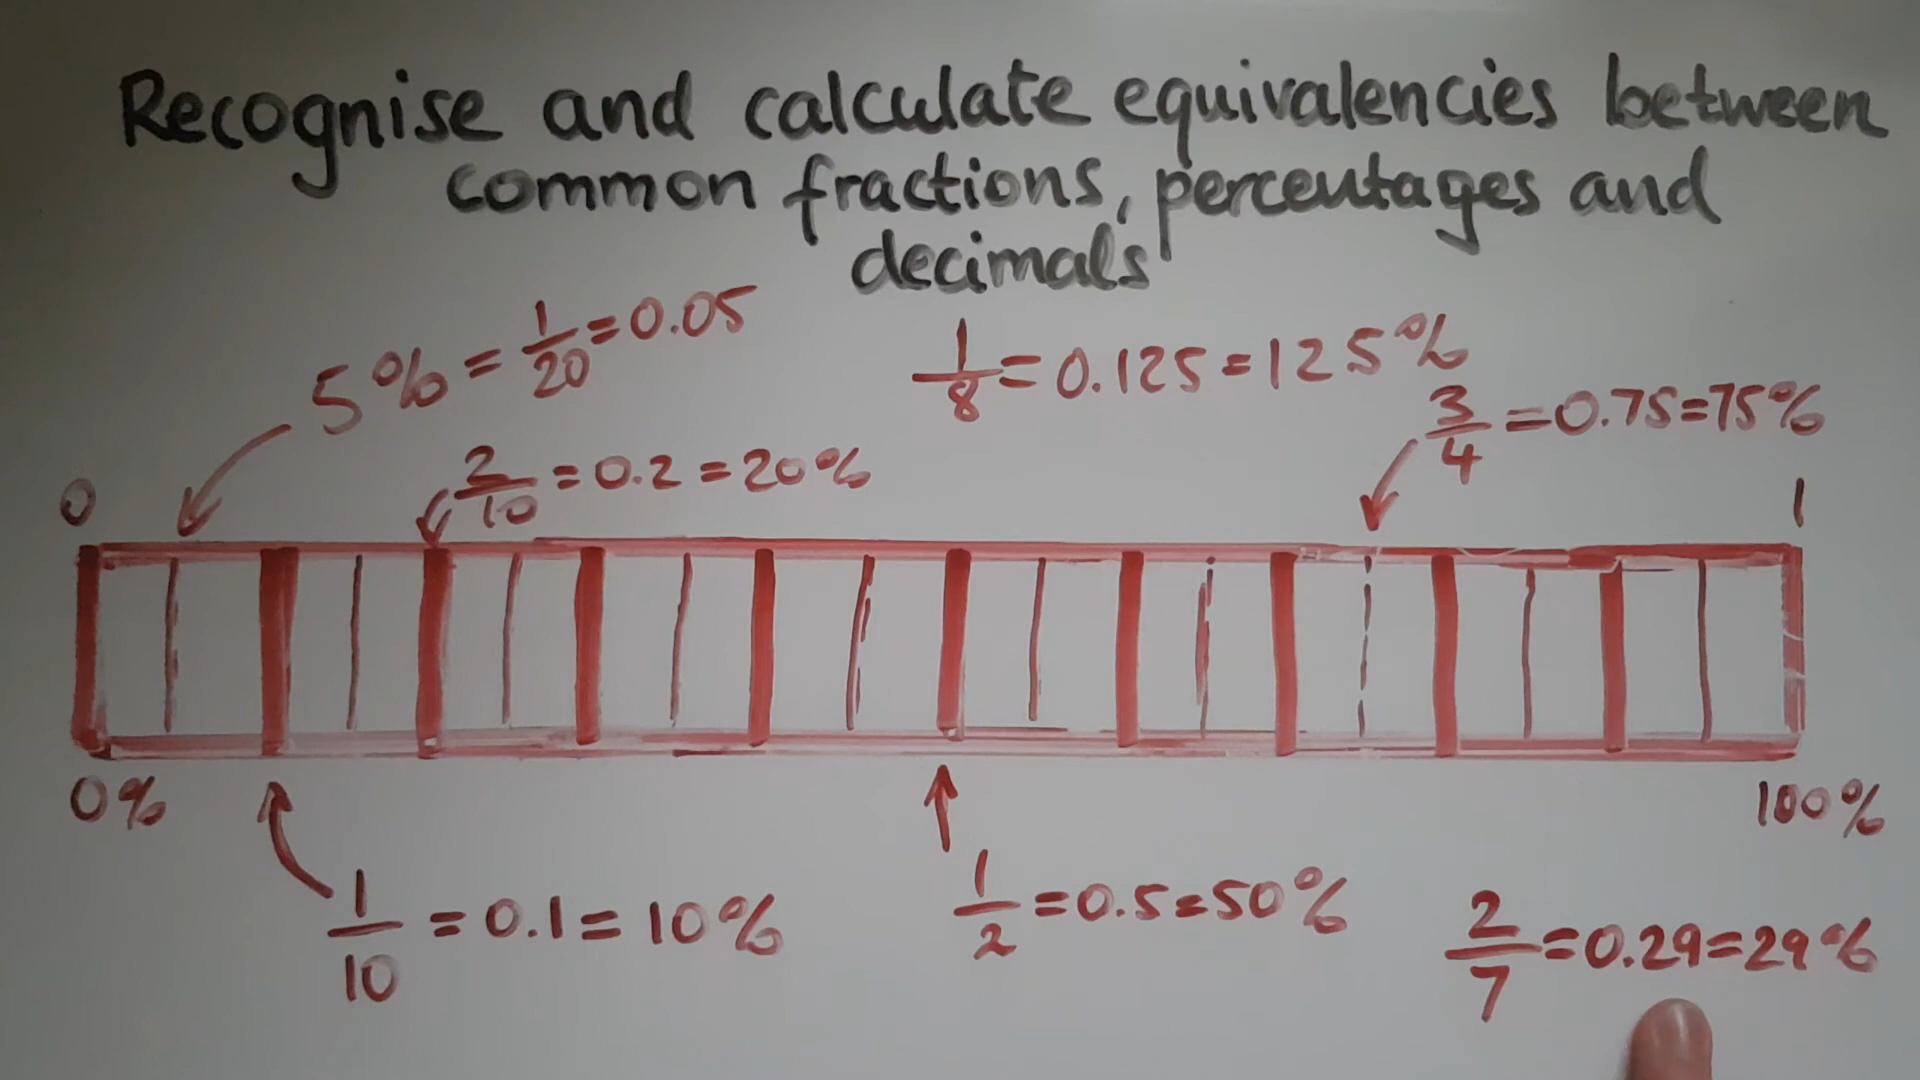 Recognise and calculate equivalencies between
common fractions, percentages and
decimals
5% = 1/20 = 0.05
1/8 = 0.125 = 125%
3/4 = 0.75 = 75%
2/10 = 0.2 = 20%
0
1
0%
100%
1/10 = 0.1 = 10%
1/2 = 0.5 = 50%
2/7 = 0.29 = 29%